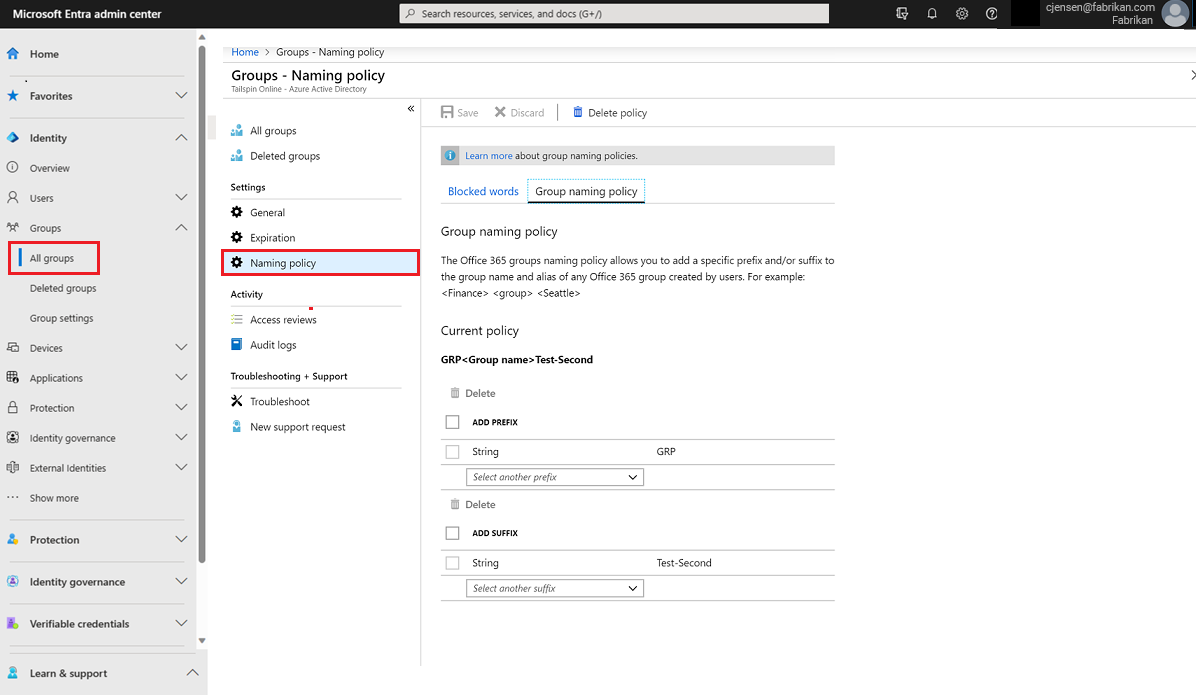 Microsoft Entra admin center
Search resources, services, and docs (G+/)
cjensen@fabrikan.com
Fabrikan
Home
Favorites
Identity
Overview
Users
Groups
All groups
Deleted groups
Group settings
Devices
Applications
Protection
Identity governance
External Identities
Show more
Protection
Identity governance
Verifiable credentials
Learn & support
Home > Groups - Naming policy
Groups - Naming policy
Tailspin Online - Azure Active Directory
All groups
Deleted groups
Settings
General
Expiration
Naming policy
Activity
Access reviews
Audit logs
Troubleshooting + Support
Troubleshoot
New support request
Save Discard Delete policy
Learn more about group naming policies.
Blocked words Group naming policy
Group naming policy
The Office 365 groups naming policy allows you to add a specific prefix and/or suffix to
the group name and alias of any Office 365 group created by users. For example:
<Finance> <group> <Seattle>
Current policy
GRP<Group name>Test-Second
Delete
ADD PREFIX
String GRP
Select another prefix
Delete
ADD SUFFIX
String Test-Second
Select another suffix